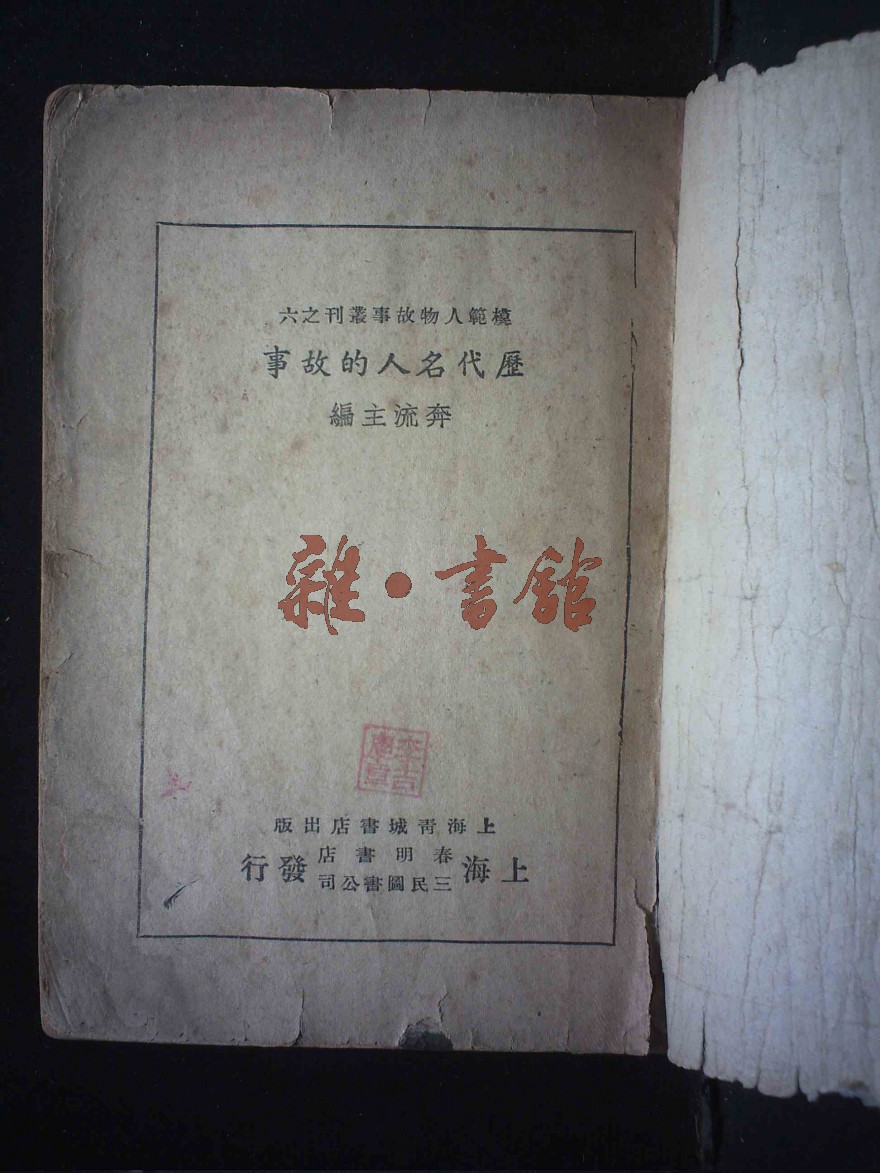 模範人物故事叢刊之六
歷代名人的故事
奔流主編
雜·書館
上海青城書店出版
上海 春明書店 發行
三民圖書公司